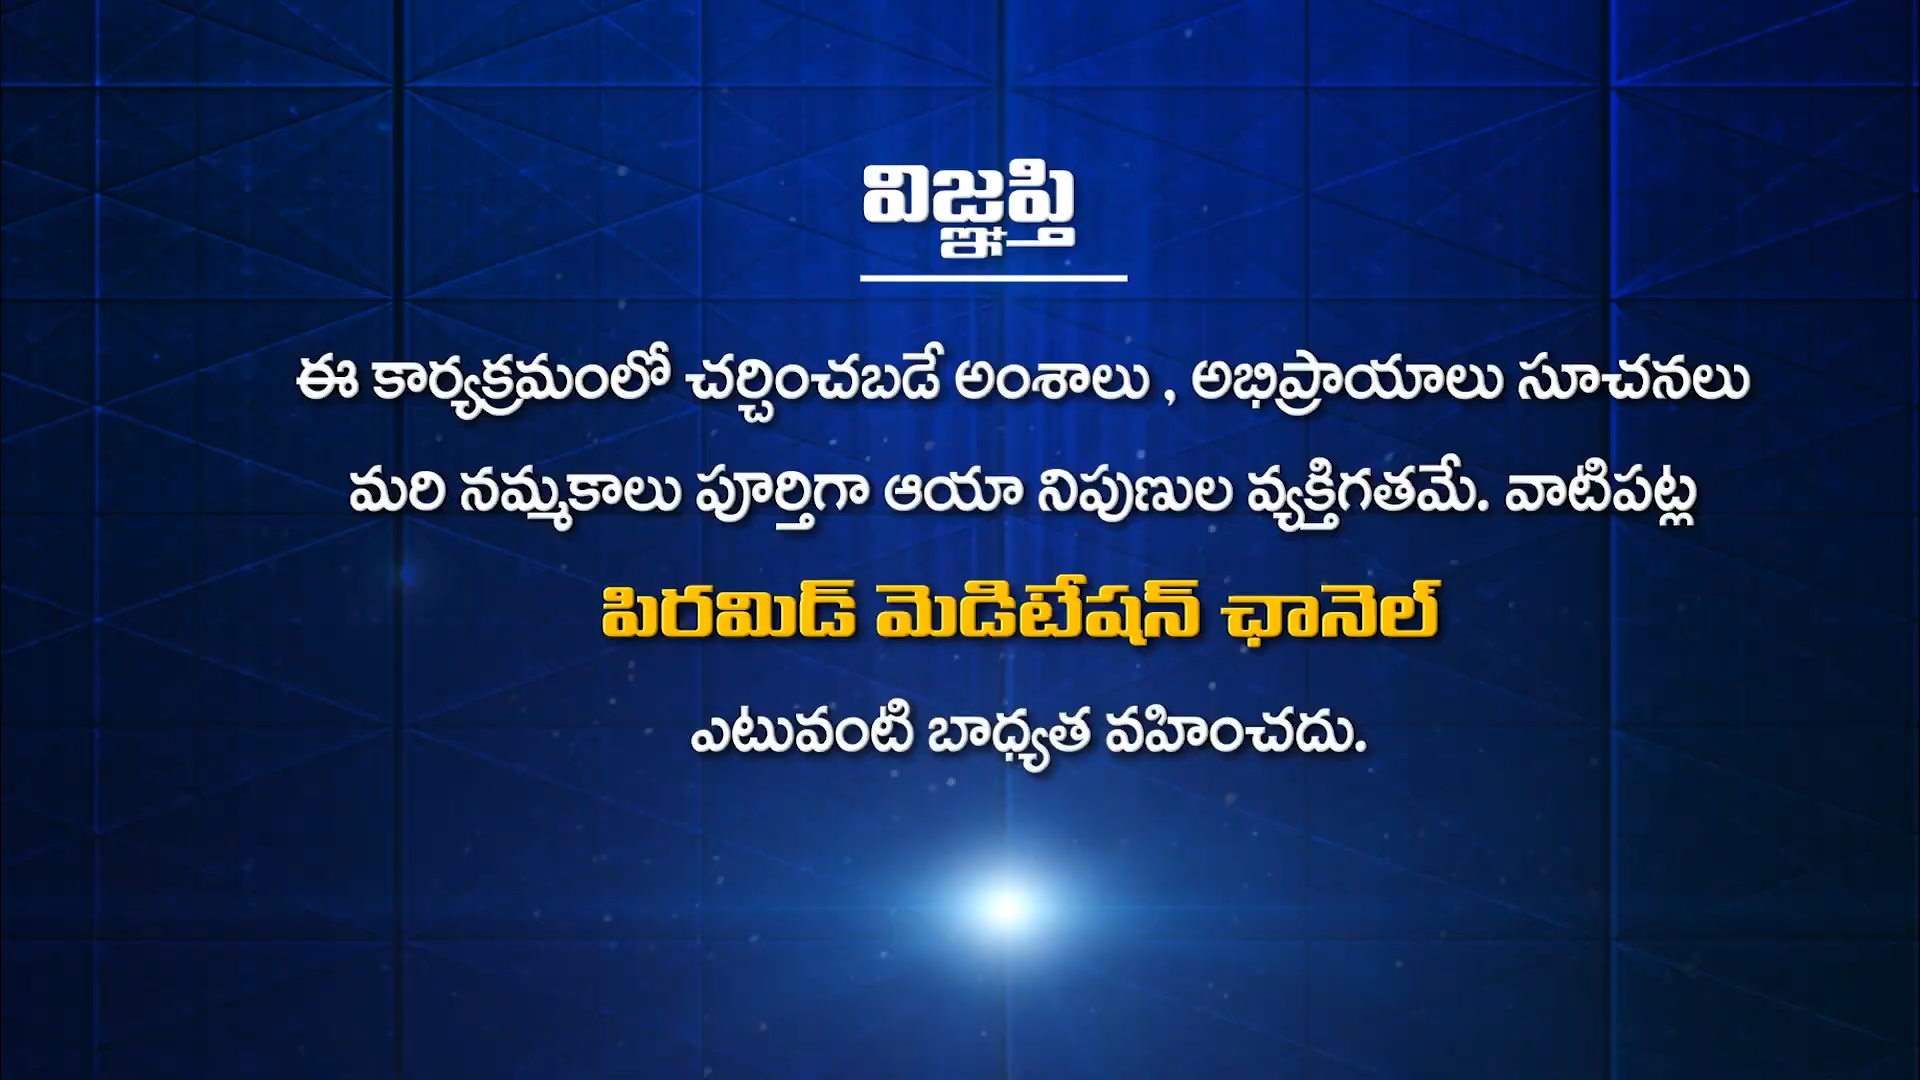 విజ్ఞప్తి
ఈ కార్యక్రమంలో చర్చించబడే అంశాలు , అభిప్రాయాలు సూచనలు
మరి నమ్మకాలు పూర్తిగా ఆయా నిపుణుల వ్యక్తిగతమే. వాటిపట్ల
పిరమిడ్ మెడిటేషన్ ఛానెల్
ఎటువంటి బాధ్యత వహించదు.